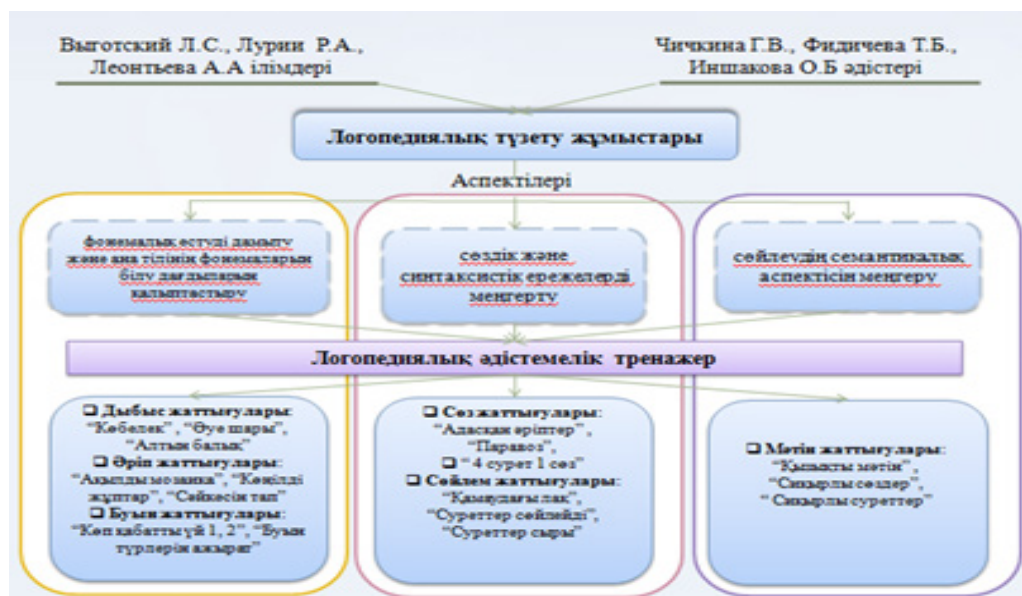 Выготский Л.С., Лурии Р.А.,
Леонтьева А.А ілімдері
Чичкина Г.В., Фидичева Т.Б.,
Иншакова О.Б әдістері
Логопедиялық түзету жұмыстары
Аспектілері
фонемалық естуді дамыту
және ана тілінің фонемаларын
білу дағдыларын
қалыптастыру
сөздік және
синтаксистік ережелерді
меңгерту
сөйлеудің семантикалық
аспектісін меңгеру
Логопедиялық әдістемелік тренажер
❑ Дыбыс жаттығулары:
“Көбелек” , “Әуе шары”,
“Алтын балық”
❑ Әріп жаттығулары:
“Ақылды мозаика”, “Көңілді
жұптар”, “Сәйкесін тап”
❑ Буын жаттығулары:
“Көп қабатты үй 1, 2”, “Буын
түрлерін ажырат”
❑ Сөз жаттығулары:
“Адасқан әріптер” ,
“Паравоз”,
❑ “ 4 сурет 1 сөз”
❑ Сөйлем жаттығулары:
“Қамаудағы лақ”,
“Суреттер сөйлейді”,
“Суреттер сыры”
❑ Мәтін жаттығулары:
“Қызықты мәтін”,
“Сиқырлы сөздер”,
“Сиқырлы суреттер”